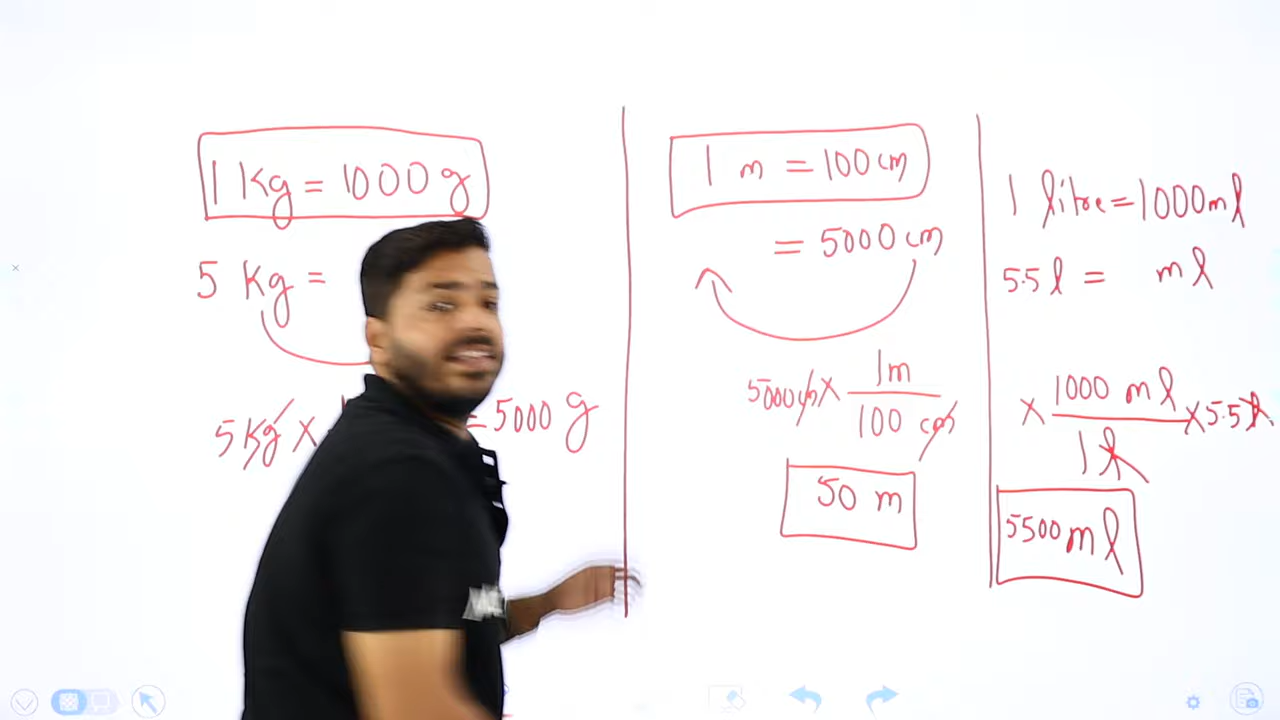 1 Kg = 1000 g
5 Kg =
5 Kg ×
= 5000 g
1 m = 100 cm
= 5000 cm
5000 cm × 1m
100 cm
50 m
1 litre = 1000 ml
5.5 l = ml
× 1000 ml × 5.5 l
1 l
5500 ml